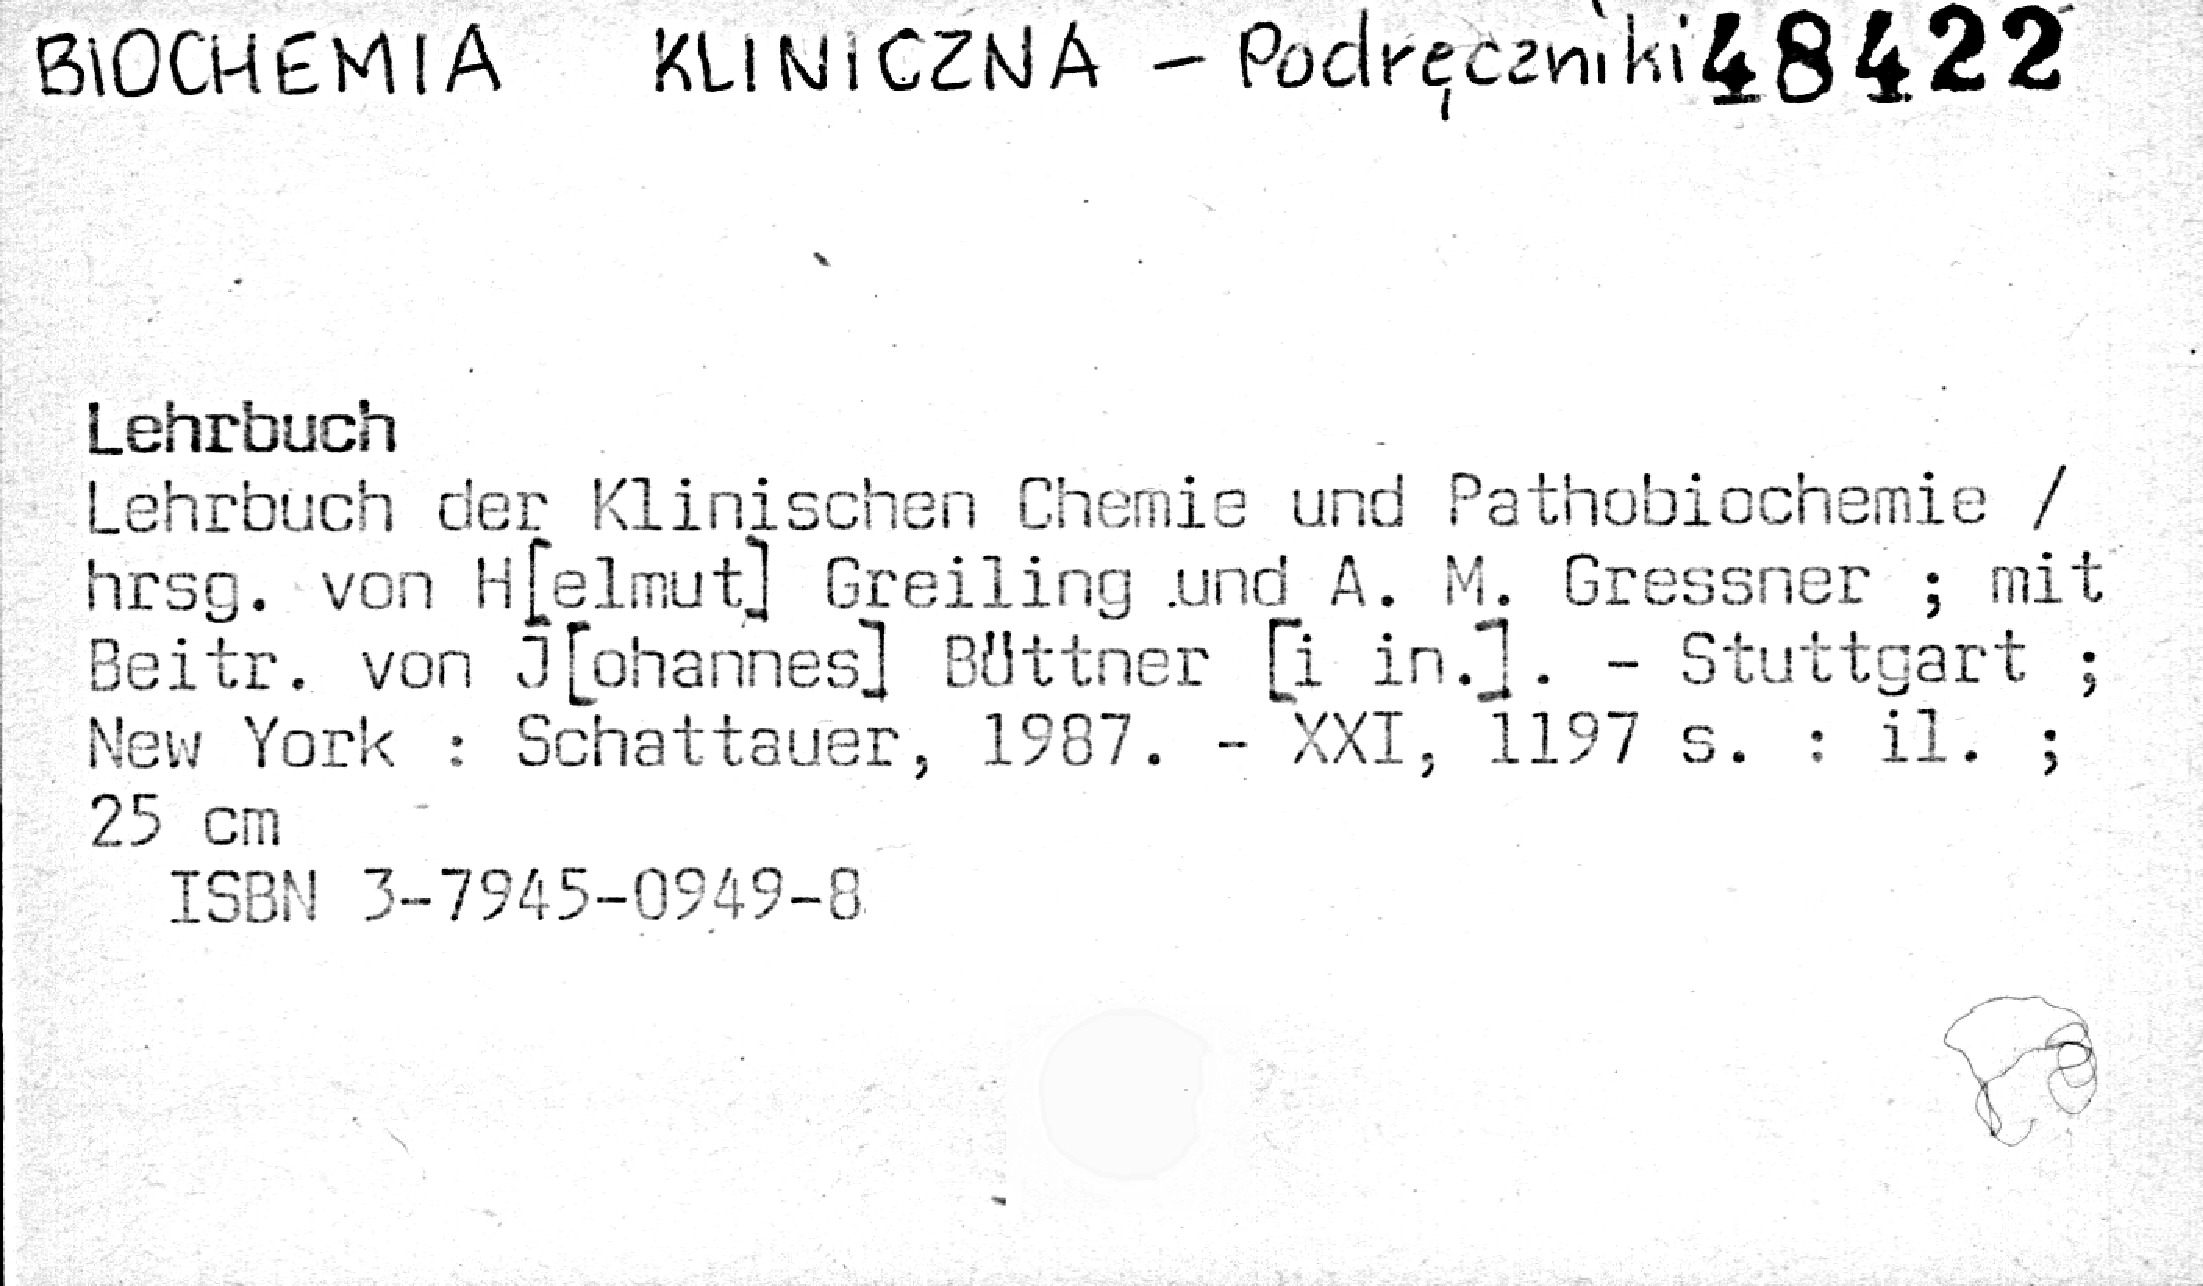 BIOCHEMIA KLINICZNA – Podręczniki 48422
Lehrbuch
Lehrbuch der Klinischen Chemie und Pathobiochemie /
hrsg. von H[elmut] Greiling und A. M. Gressner ; mit
Beitr. von J[ohannes] Büttner [i in.]. – Stuttgart ;
New York : Schattauer, 1987. – XXI, 1197 s. : il. ;
25 cm
ISBN 3-7945-0949-8